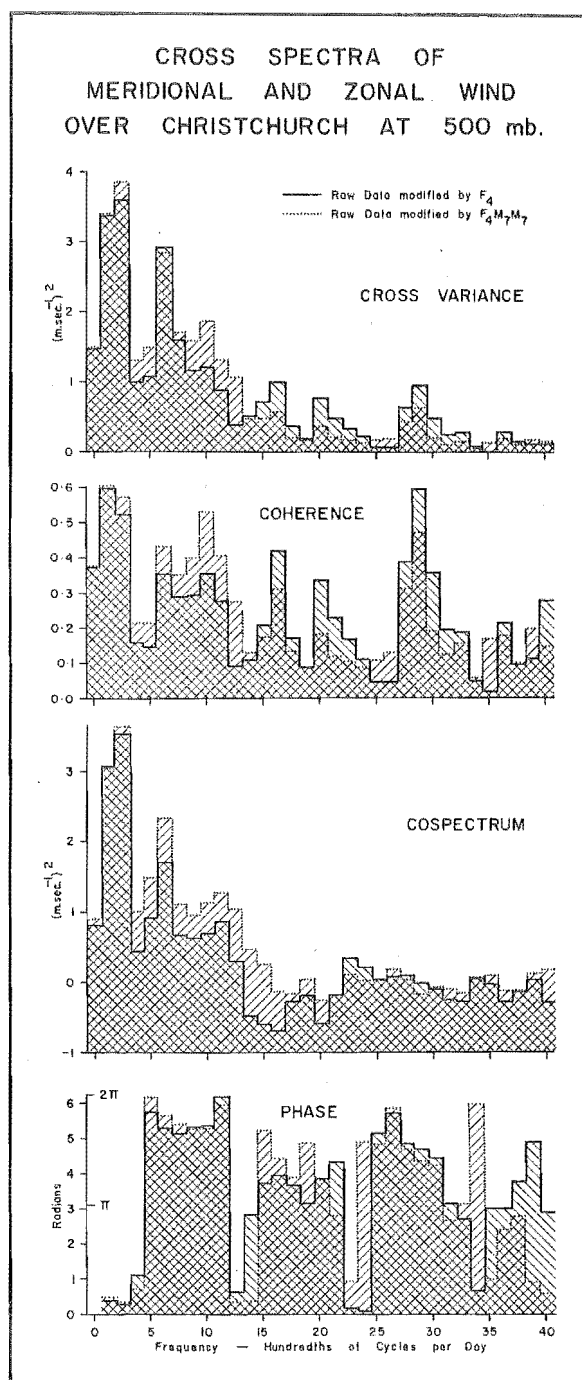 CROSS SPECTRA OF
MERIDIONAL AND ZONAL WIND
OVER CHRISTCHURCH AT 500 mb.
Raw Data modified by F4
Raw Data modified by F4M7M7
CROSS VARIANCE
(m.sec.⁻¹)²
4
3
2
1
0
COHERENCE
0·6
0·5
0·4
0·3
0·2
0·1
0·0
COSPECTRUM
(m.sec.⁻¹)²
3
2
1
0
-1
PHASE
Radians
6
5
4
3
2
1
0
2π
π
0 5 10 15 20 25 30 35 40
Frequency — Hundredths of Cycles per Day